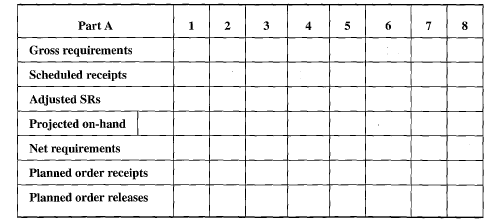 Part A 1 2 3 4 5 6 7 8
Gross requirements
Scheduled receipts
Adjusted SRs
Projected on-hand
Net requirements
Planned order receipts
Planned order releases